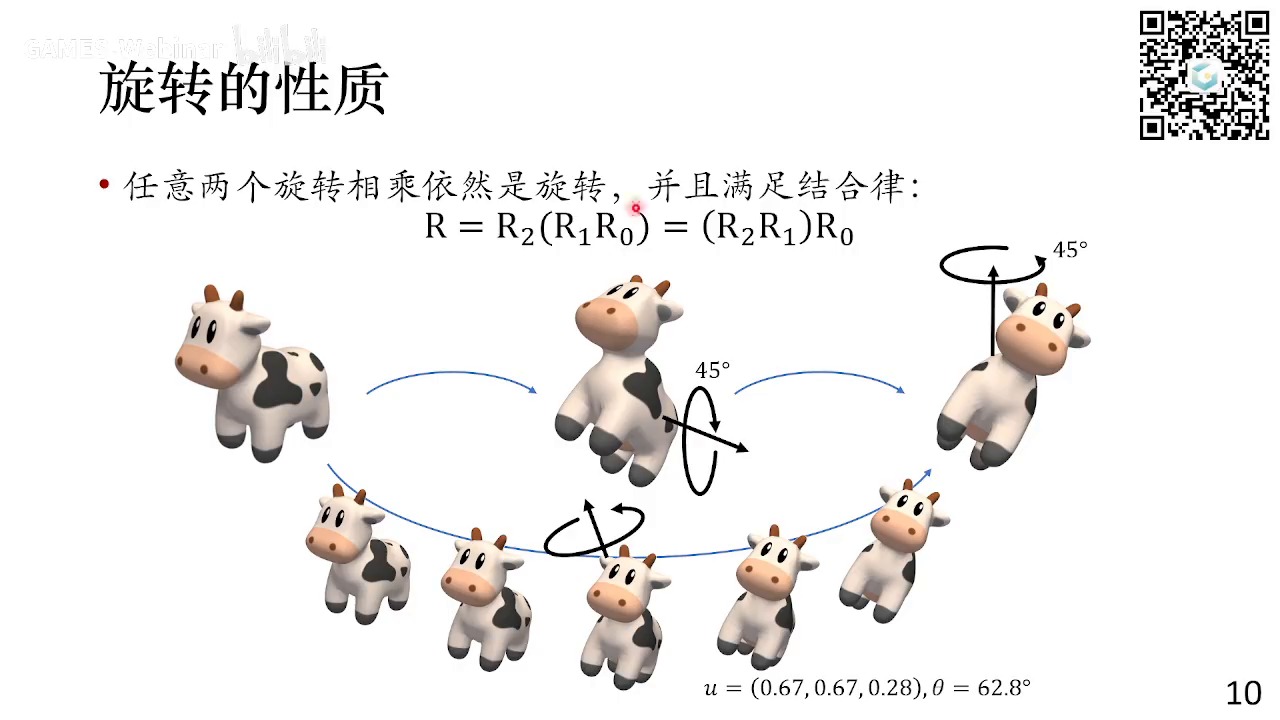 GAMES-Webinar
旋转的性质
• 任意两个旋转相乘依然是旋转，并且满足结合律：
R = R₂(R₁R₀) = (R₂R₁)R₀
45°
45°
u = (0.67, 0.67, 0.28), θ = 62.8°
10